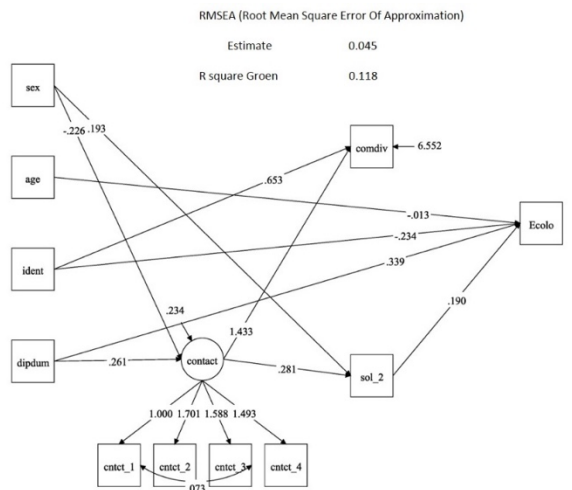 RMSEA (Root Mean Square Error Of Approximation)
Estimate 0.045
R square Groen 0.118
sex
-.226 .193
comdiv
6.552
age
.653
-.013
Ecolo
ident
-.234
.339
.234
1.433
.190
dipdum
.261
contact
.281
sol_2
1.000 1.701 1.588 1.493
cntct_1 cntct_2 cntct_3 cntct_4
.073